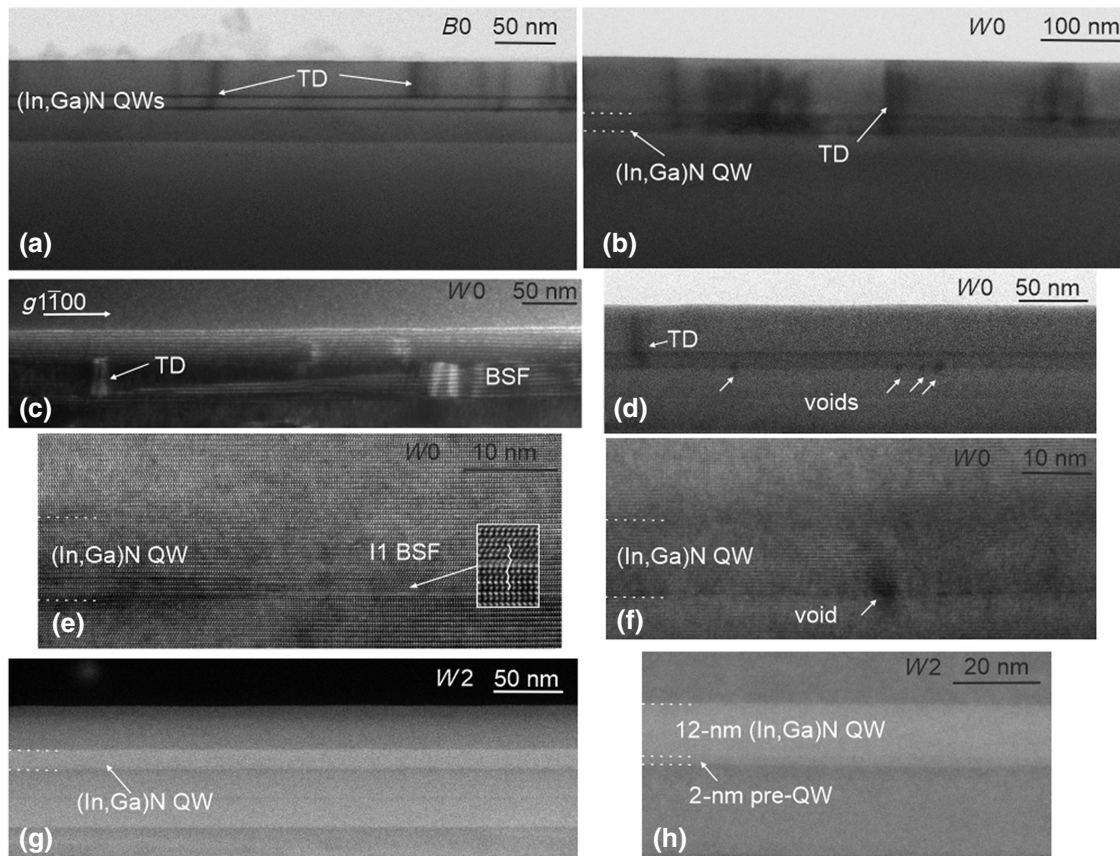 B0 50 nm
TD
(In,Ga)N QWs
(a)
W0 100 nm
TD
(In,Ga)N QW
(b)
g11̅00
W0 50 nm
TD
BSF
(c)
W0 50 nm
TD
voids
(d)
W0 10 nm
(In,Ga)N QW
I1 BSF
(e)
W0 10 nm
(In,Ga)N QW
void
(f)
W2 50 nm
(In,Ga)N QW
(g)
W2 20 nm
12-nm (In,Ga)N QW
2-nm pre-QW
(h)